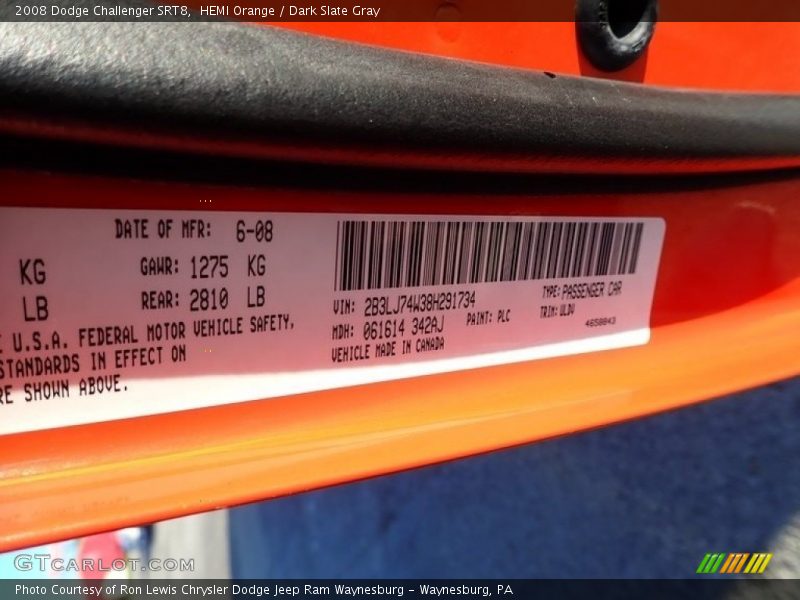 2008 Dodge Challenger SRT8, HEMI Orange / Dark Slate Gray
DATE OF MFR: 6-08
KG GAWR: 1275 KG
LB REAR: 2810 LB
U.S.A. FEDERAL MOTOR VEHICLE SAFETY,
STANDARDS IN EFFECT ON
RE SHOWN ABOVE.
VIN: 2B3LJ74W38H291734 TYPE: PASSENGER CAR
MDH: 061614 342AJ PAINT: PLC TRIM: ULDV
4658043
VEHICLE MADE IN CANADA
GTCARLOT.COM
Photo Courtesy of Ron Lewis Chrysler Dodge Jeep Ram Waynesburg - Waynesburg, PA